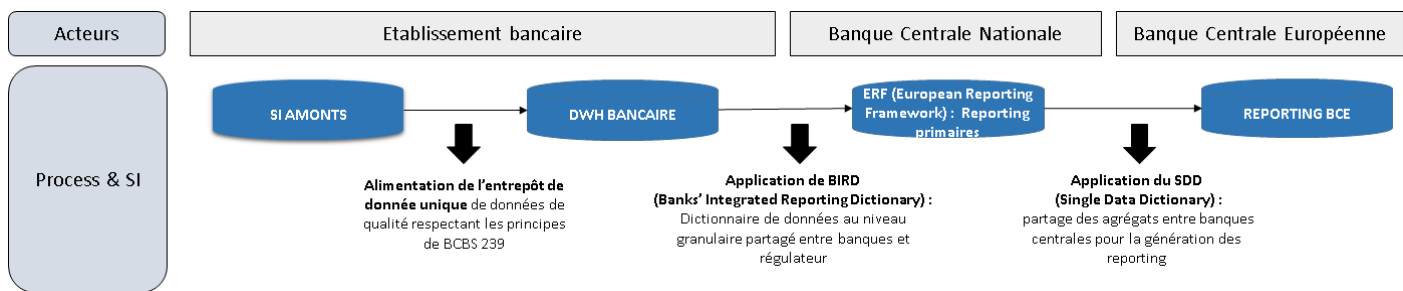 Acteurs
Etablissement bancaire
Banque Centrale Nationale
Banque Centrale Européenne
Process & SI
SI AMONTS
DWH BANCAIRE
ERF (European Reporting
Framework) : Reporting
primaires
REPORTING BCE
Alimentation de l'entrepôt de
donnée unique de données de
qualité respectant les principes
de BCBS 239
Application de BIRD
(Banks' Integrated Reporting Dictionary) :
Dictionnaire de données au niveau
granulaire partagé entre banques et
régulateur
Application du SDD
(Single Data Dictionary) :
partage des agrégats entre banques
centrales pour la génération des
reporting